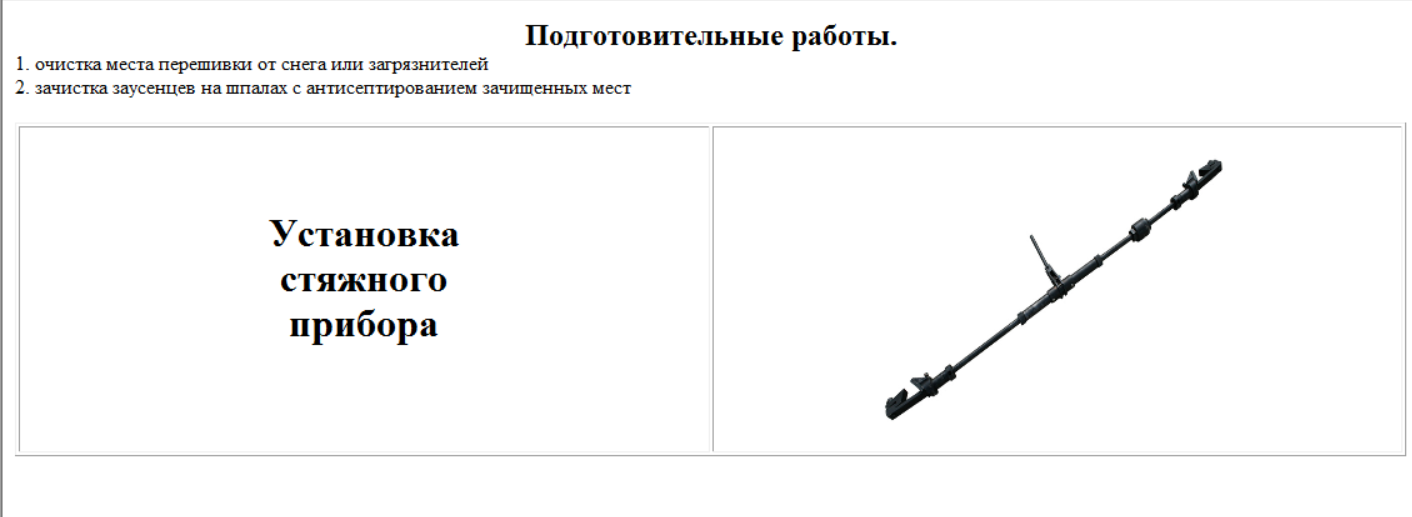 Подготовительные работы.
1. очистка места перешивки от снега или загрязнителей
2. зачистка заусенцев на шпалах с антисептированием зачищенных мест
Установка
стяжного
прибора